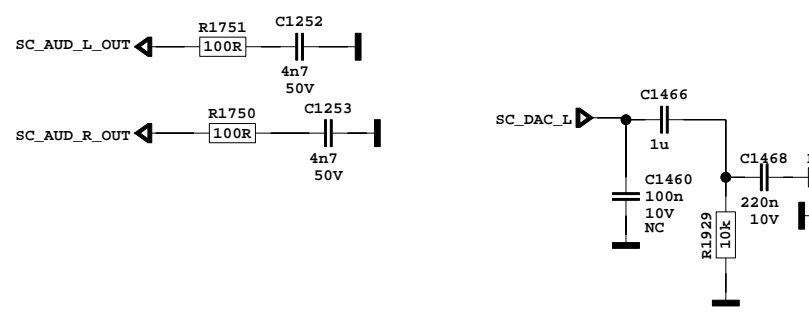 C1252
R1751
SC_AUD_L_OUT
100R
4n7
50V
R1750
C1253
SC_AUD_R_OUT
100R
4n7
50V
C1466
SC_DAC_L
1u
C1468
C1460
100n
10V
NC
220n
10V
R1929
10k